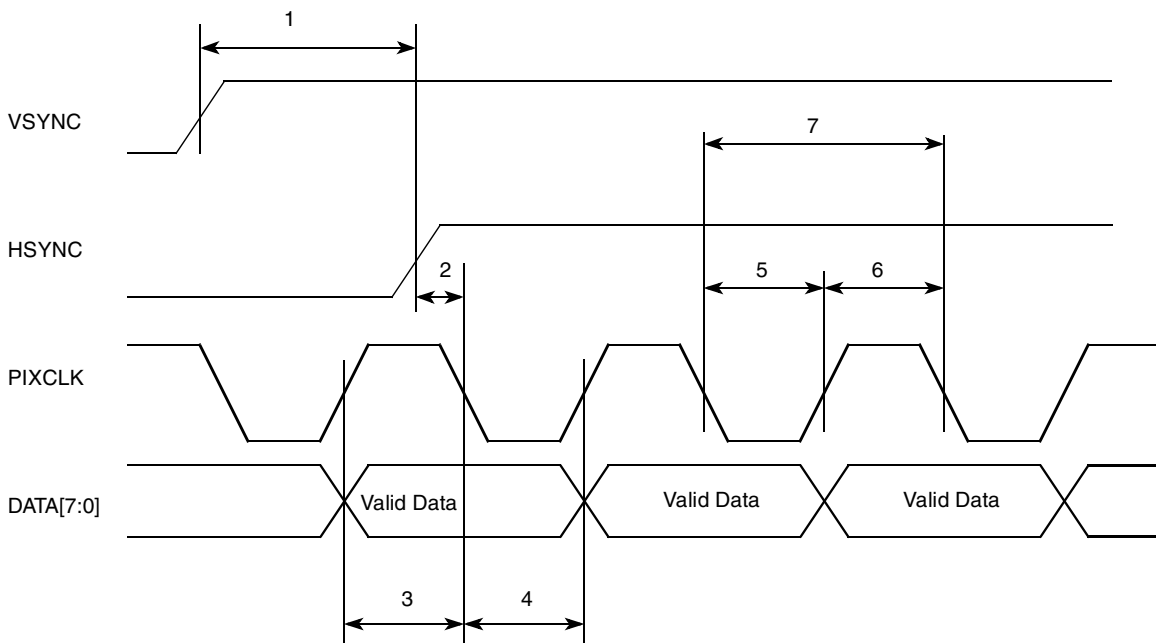 1
VSYNC
7
HSYNC
2
5
6
PIXCLK
DATA[7:0]
Valid Data
Valid Data
Valid Data
3
4